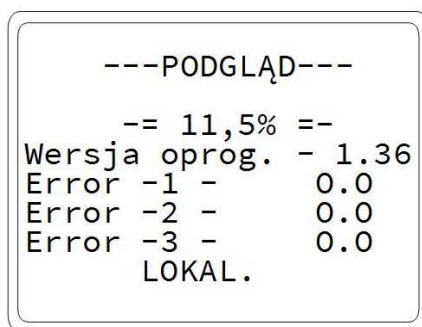 ---PODGLĄD---
-= 11,5% =-
Wersja oprog. - 1.36
Error -1 - 0.0
Error -2 - 0.0
Error -3 - 0.0
LOKAL.